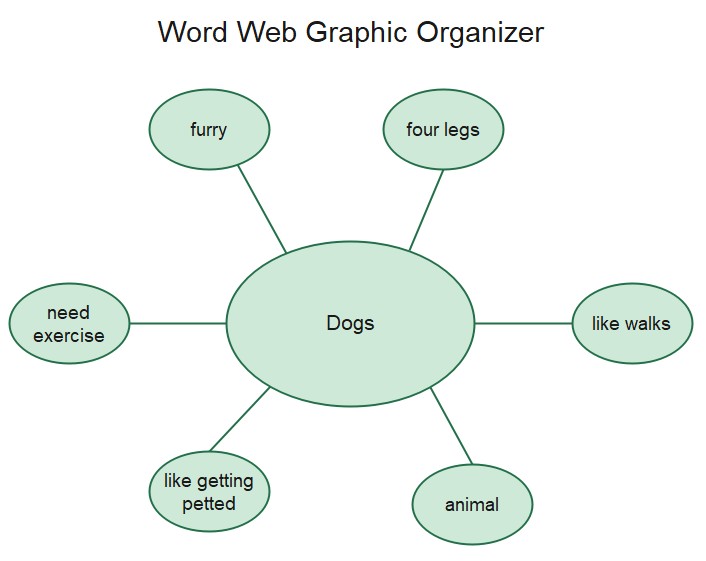 Word Web Graphic Organizer
furry
four legs
need
exercise
Dogs
like walks
like getting
petted
animal